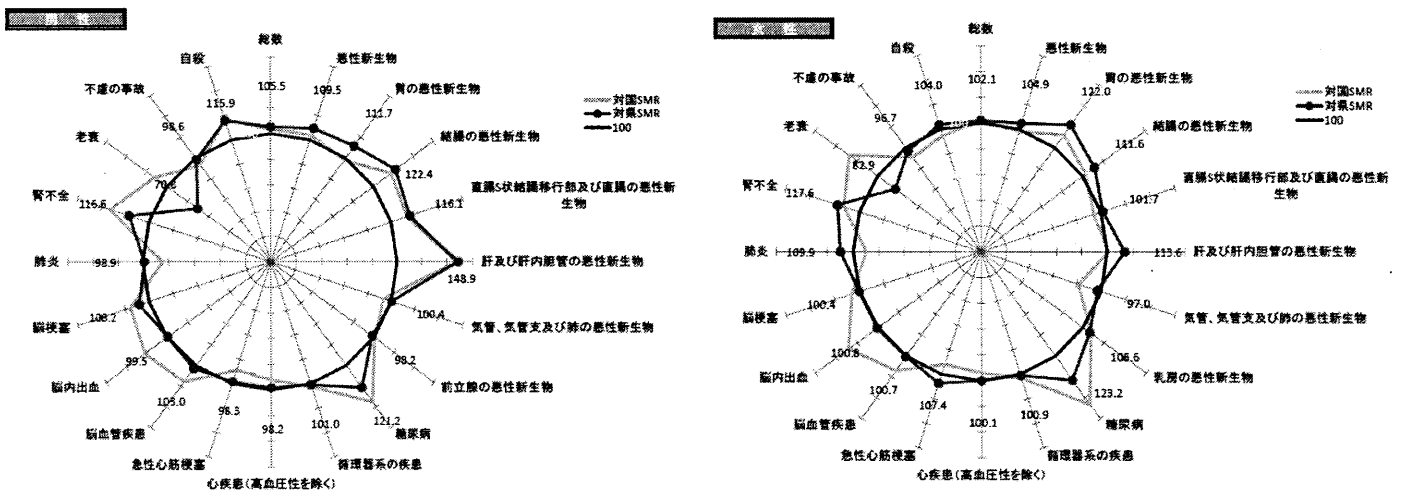 男性
総数
105.5
悪性新生物
109.5
胃の悪性新生物
111.7
結腸の悪性新生物
122.4
直腸S状結腸移行部及び直腸の悪性新
生物
116.1
肝及び肝内胆管の悪性新生物
148.9
気管、気管支及び肺の悪性新生物
100.4
前立腺の悪性新生物
98.2
糖尿病
121.2
循環器系の疾患
101.0
心疾患(高血圧性を除く)
98.2
急性心筋梗塞
98.3
脳血管疾患
103.0
脳内出血
99.5
脳梗塞
108.2
肺炎
98.9
腎不全
116.6
老衰
不慮の事故
98.6
自殺
115.9
対国SMR
対県SMR
100
女性
総数
102.1
悪性新生物
104.9
胃の悪性新生物
結腸の悪性新生物
111.6
直腸S状結腸移行部及び直腸の悪性新
生物
101.7
肝及び肝内胆管の悪性新生物
113.6
気管、気管支及び肺の悪性新生物
97.0
乳房の悪性新生物
106.6
糖尿病
123.2
循環器系の疾患
100.9
心疾患(高血圧性を除く)
100.1
急性心筋梗塞
107.4
脳血管疾患
100.7
脳内出血
100.8
脳梗塞
100.4
肺炎
109.9
腎不全
117.6
老衰
82.9
不慮の事故
96.7
自殺
104.0
対国SMR
対県SMR
100